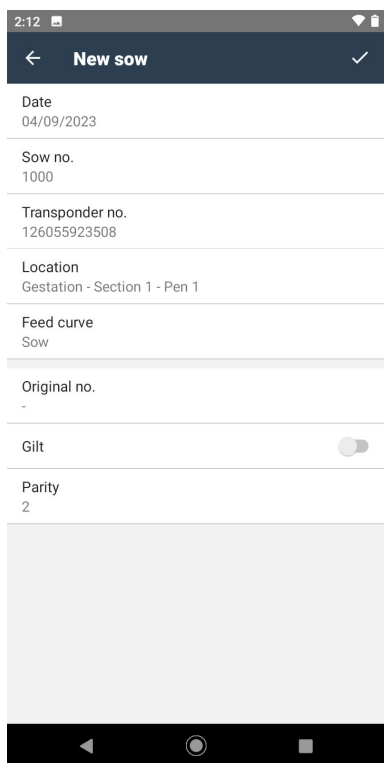 2:12
New sow
Date
04/09/2023
Sow no.
1000
Transponder no.
126055923508
Location
Gestation - Section 1 - Pen 1
Feed curve
Sow
Original no.
-
Gilt
Parity
2